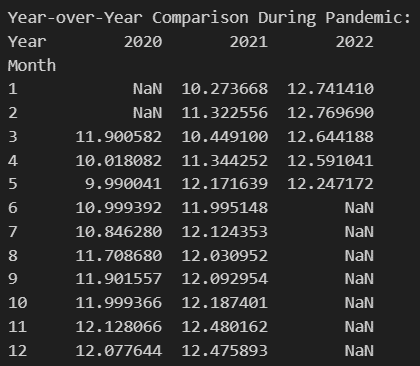 Year-over-Year Comparison During Pandemic:
Year 2020 2021 2022
Month
1 NaN 10.273668 12.741410
2 NaN 11.322556 12.769690
3 11.900582 10.449100 12.644188
4 10.018082 11.344252 12.591041
5 9.990041 12.171639 12.247172
6 10.999392 11.995148 NaN
7 10.846280 12.124353 NaN
8 11.708680 12.030952 NaN
9 11.901557 12.092954 NaN
10 11.999366 12.187401 NaN
11 12.128066 12.480162 NaN
12 12.077644 12.475893 NaN